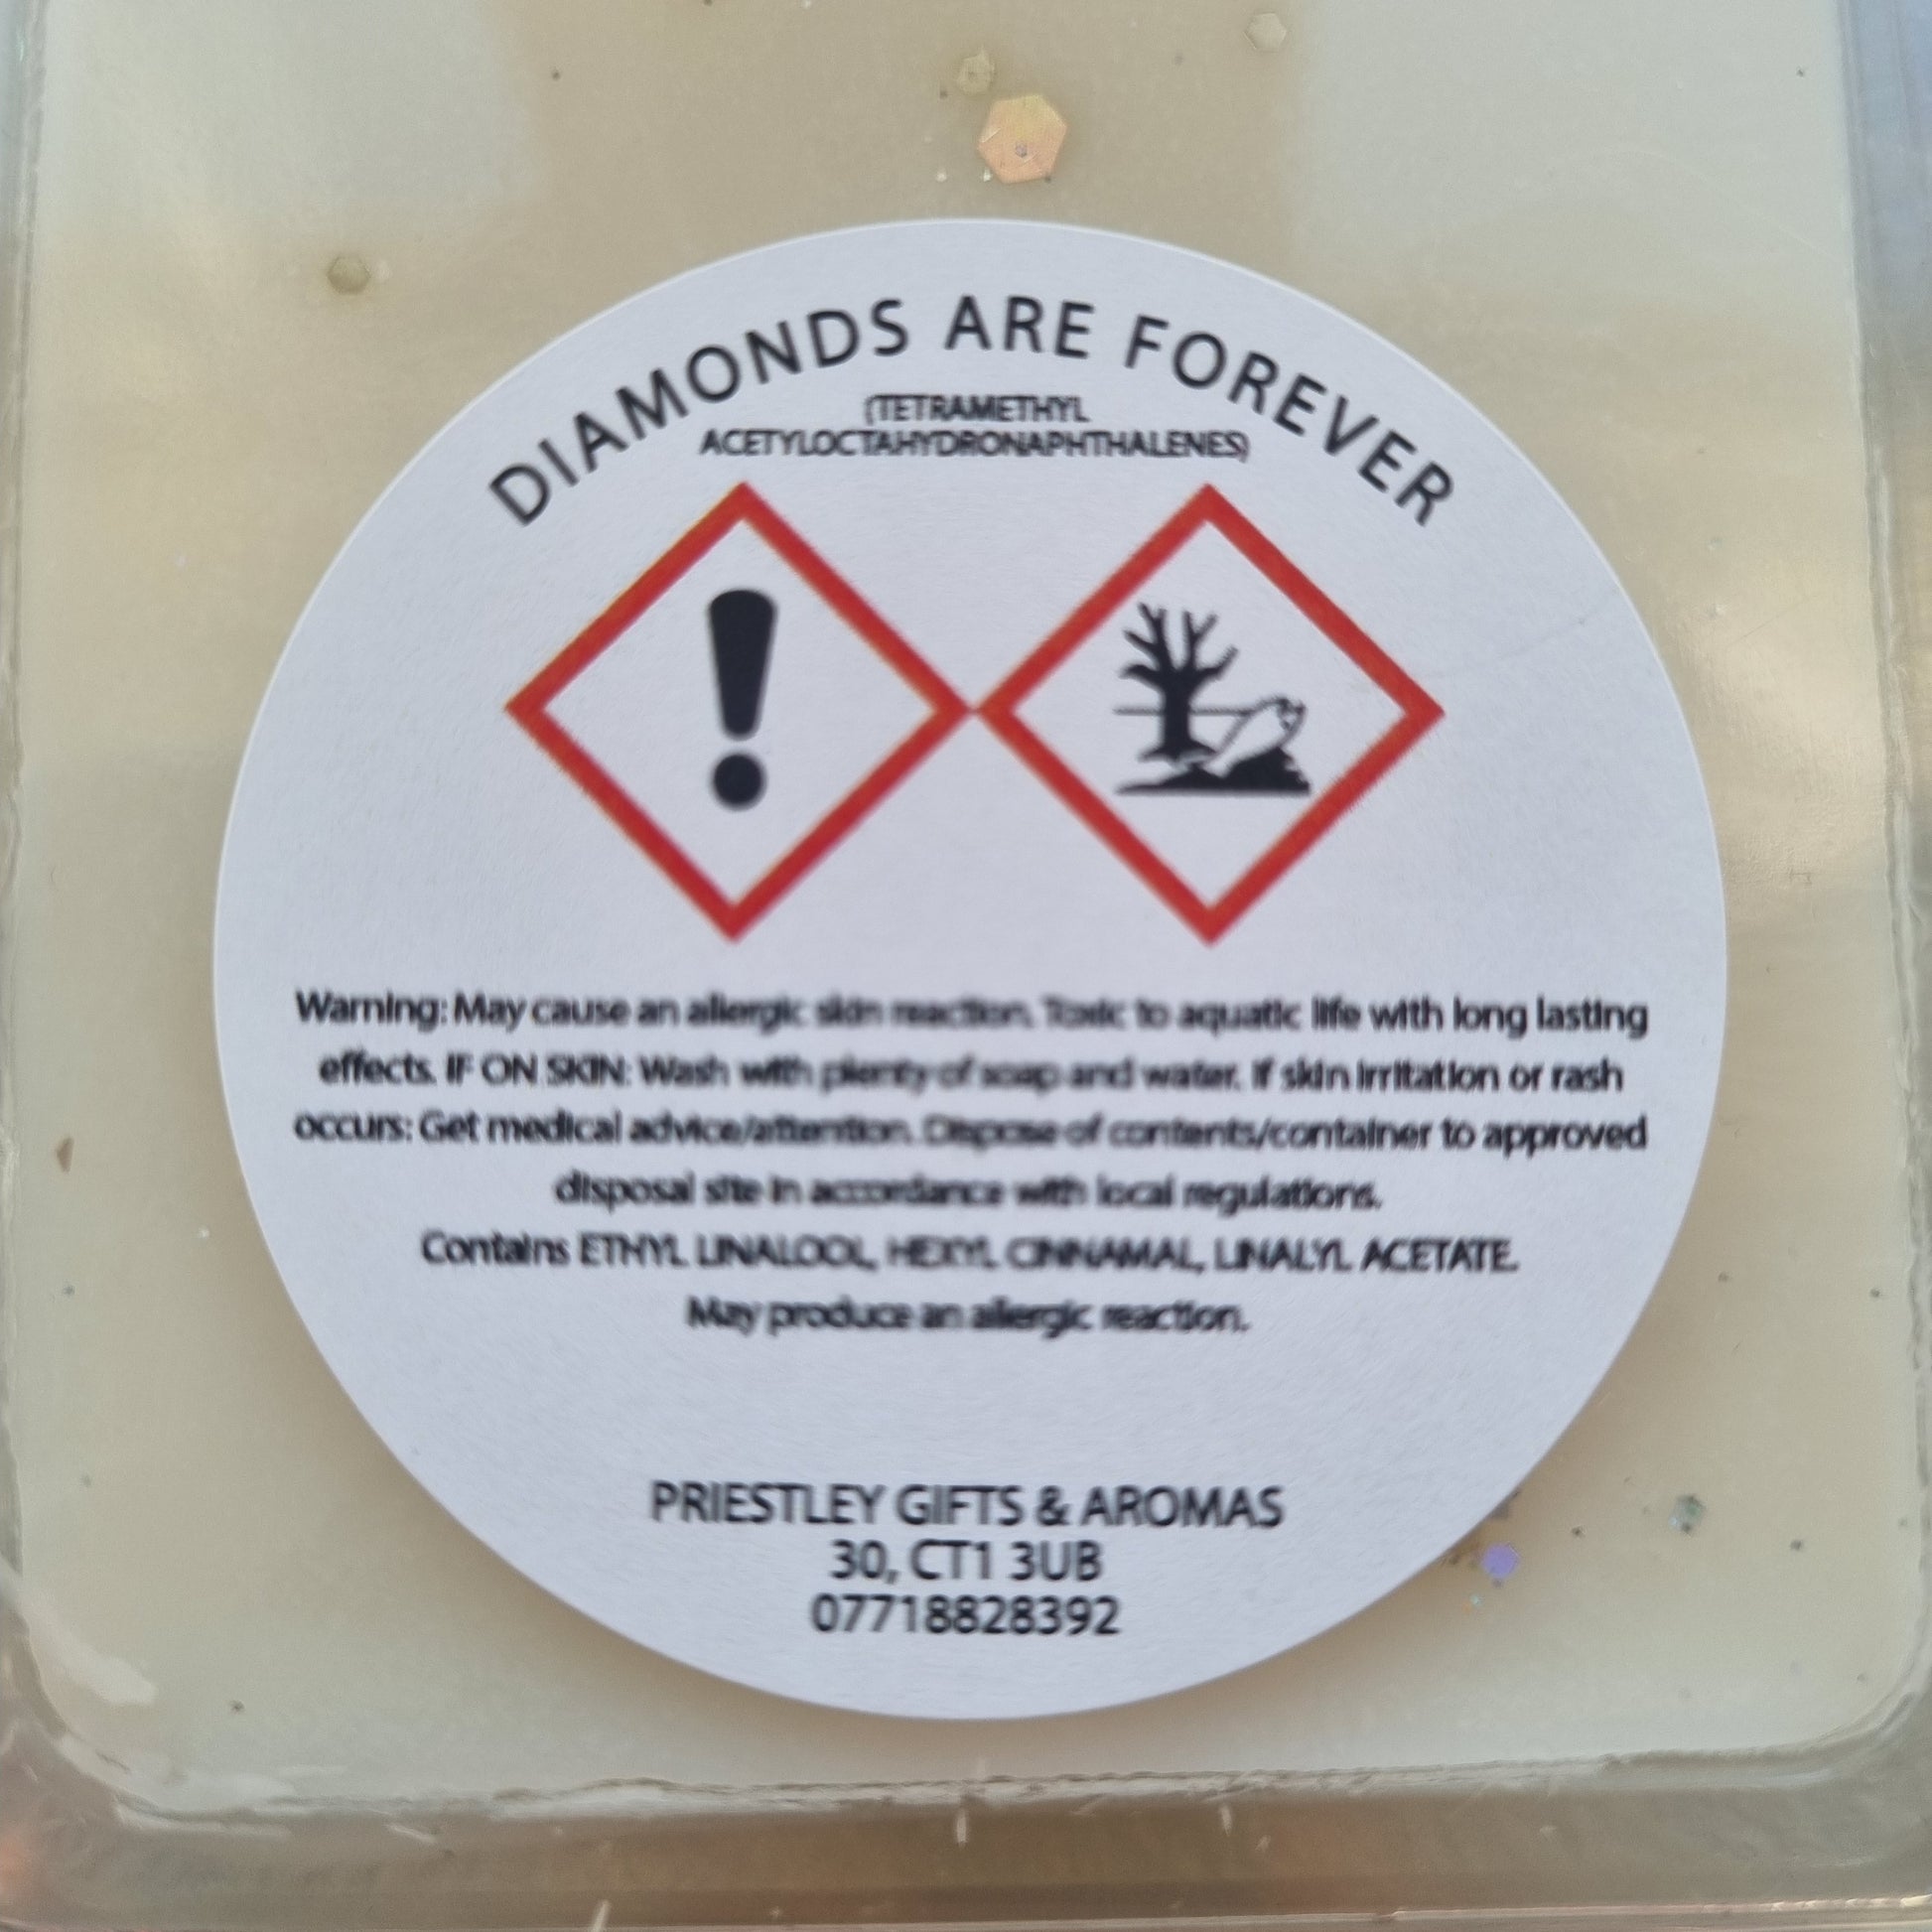 DIAMONDS ARE FOREVER
(TETRAMETHYL
ACETYLOCTAHYDRONAPHTHALENES)
Warning: May cause an allergic skin reaction. Toxic to aquatic life with long lasting
effects. IF ON SKIN: Wash with plenty of soap and water. If skin irritation or rash
occurs: Get medical advice/attention. Dispose of contents/container to approved
disposal site in accordance with local regulations.
Contains ETHYL LINALOOL, HEXYL CINNAMAL, LINALYL ACETATE.
May produce an allergic reaction.
PRIESTLEY GIFTS & AROMAS
30, CT1 3UB
07718828392